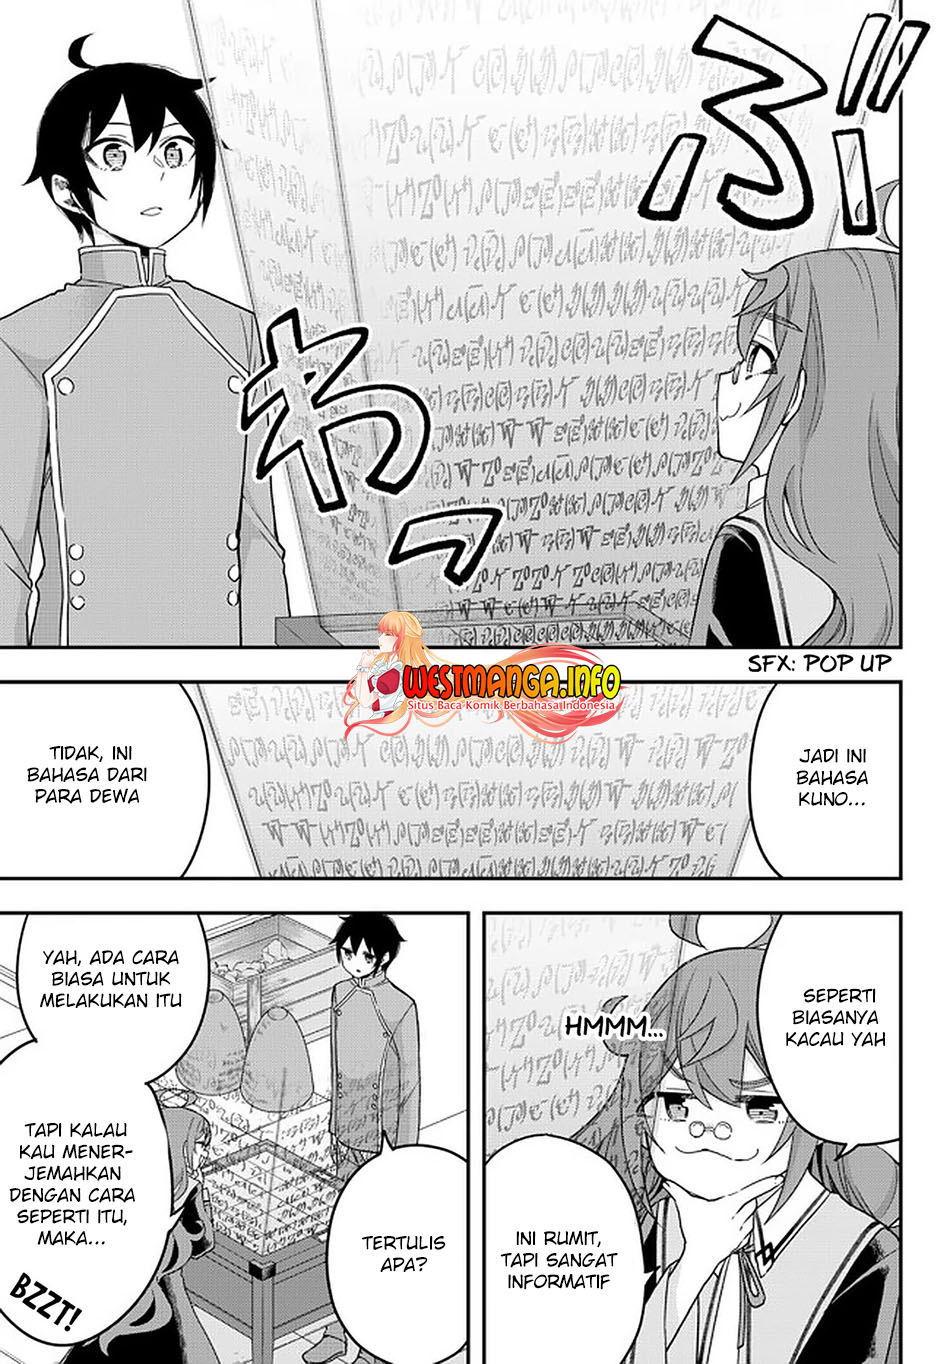 ぶ
わっ
SFX: POP UP
WESTMANGA.INFO
Situs Baca Komik Berbahasa Indonesia
JADI INI
BAHASA
KUNO...
TIDAK, INI
BAHASA DARI
PARA DEWA
SEPERTI
BIASANYA
KACAU YAH
HMMM...
INI RUMIT,
TAPI SANGAT
INFORMATIF
TERTULIS
APA?
YAH, ADA CARA
BIASA UNTUK
MELAKUKAN ITU
TAPI KALAU
KAU MENER-
JEMAHKAN
DENGAN CARA
SEPERTI ITU,
MAKA...
BZZT!